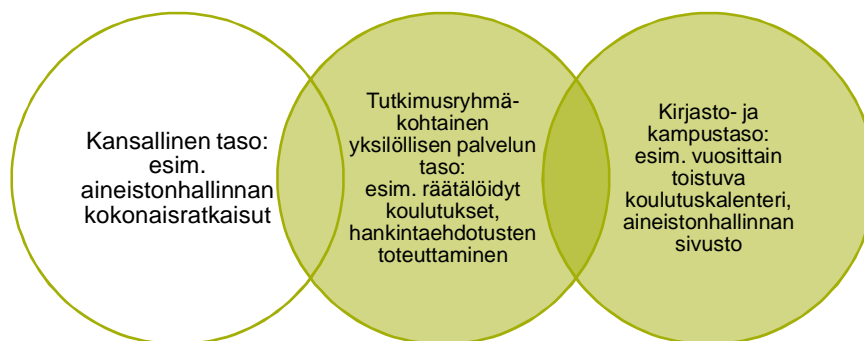 Kansallinen taso:
esim.
aineistonhallinnan
kokonaisratkaisut
Tutkimusryhmä-
kohtainen
yksilöllisen palvelun
taso:
esim. räätälöidyt
koulutukset,
hankintaehdotusten
toteuttaminen
Kirjasto- ja
kampustaso:
esim. vuosittain
toistuva
koulutuskalenteri,
aineistonhallinnan
sivusto